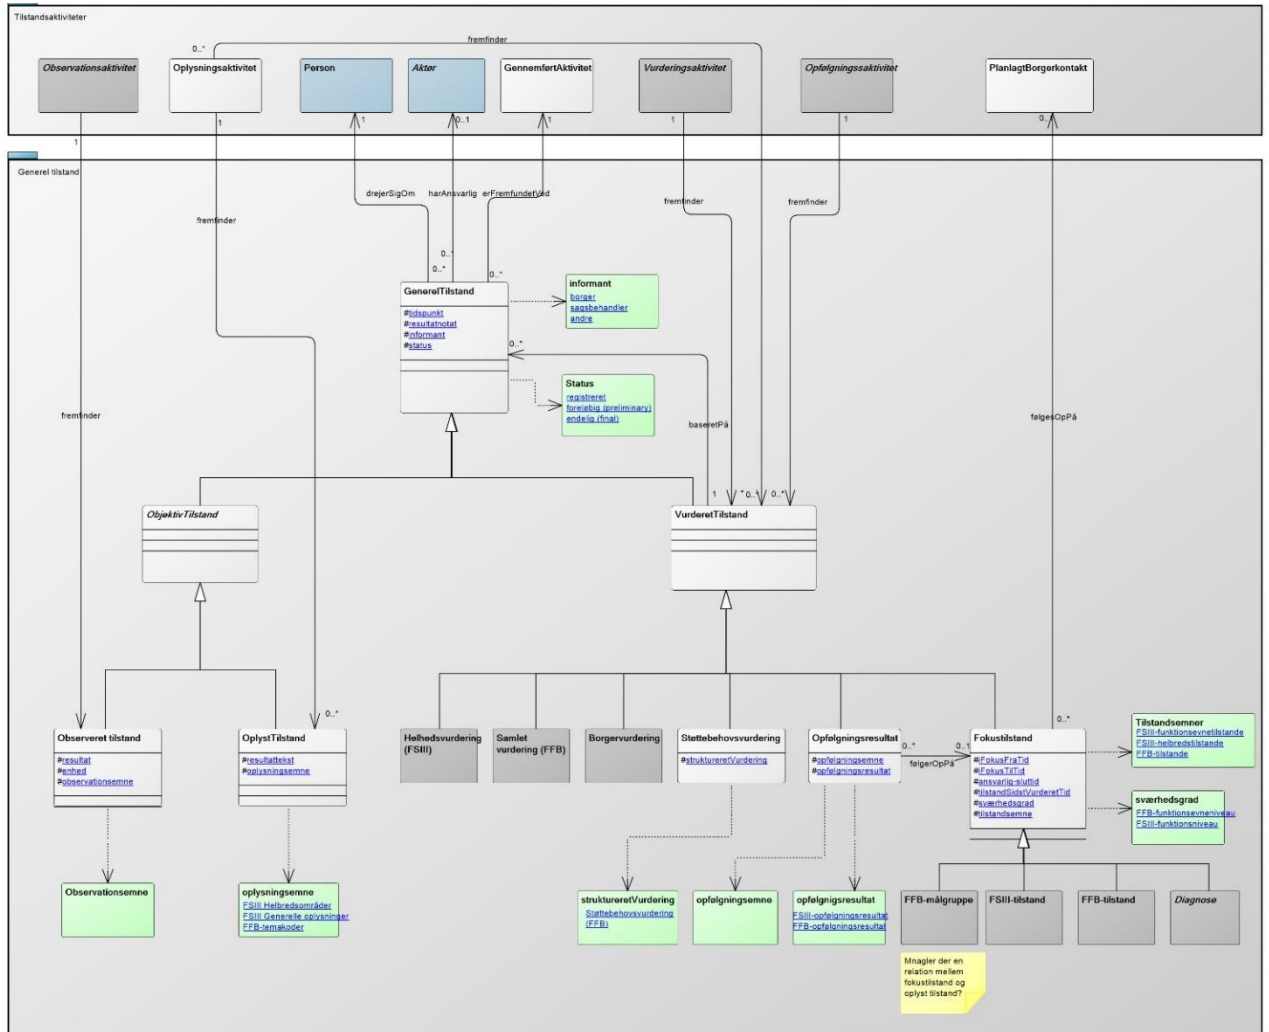 Tilstandsaktiviteter
fremfinder
0..*
Observationsaktivitet
Oplysningsaktivitet
Person
Aktør
GennemførtAktivitet
Vurderingsaktivitet
Opfølgningssaktivitet
PlanlagtBorgerkontakt
1
1
1
0..1
1
1
1
Generel tilstand
drejerSigOm
harAnsvarlig
erFremfundetVed
fremfinder
fremfinder
fremfinder
0..*
0..*
0..*
GenerelTilstand
#tidspunkt
#resultatnotat
#informant
#status
informant
borger
sagsbehandler
andre
0..*
Status
registreret
foreløbig (preliminary)
endelig (final)
fremfinder
baseretPå
følgesOpPå
1
*
0..*
0..*
ObjektivTilstand
VurderetTilstand
0..*
0..*
Observeret tilstand
#resultat
#enhed
#observationsemne
OplystTilstand
#resultattekst
#oplysningsemne
Helhedsvurdering
(FSIII)
Samlet
vurdering (FFB)
Borgervurdering
Støttebehovsvurdering
#struktureretVurdering
Opfølgningsresultat
#opfølgningsemne
#opfølgningsresultat
0..*
0..1
følgerOpPå
Fokustilstand
#iFokusFraTid
#iFokusTilTid
#ansvarlig-sluttid
#tilstandSidstVurderetTid
#sværhedsgrad
#tilstandsemne
Tilstandsemner
FSIII-funktionsevnetilstande
FSIII-helbredstilstande
FFB-tilstande
sværhedsgrad
FFB-funktionsevneniveau
FSIII-funktionsniveau
Observationsemne
oplysningsemne
FSIII Helbredsområder
FSIII Generelle oplysninger
FFB-temakoder
struktureretVurdering
Støttebehovsvurdering
(FFB)
opfølgningsemne
opfølgnigsresultat
FSIII-opfølgningsresultat
FFB-opfølgningsresultat
FFB-målgruppe
FSIII-tilstand
FFB-tilstand
Diagnose
Mnagler der en
relation mellem
fokustilstand og
oplyst tilstand?